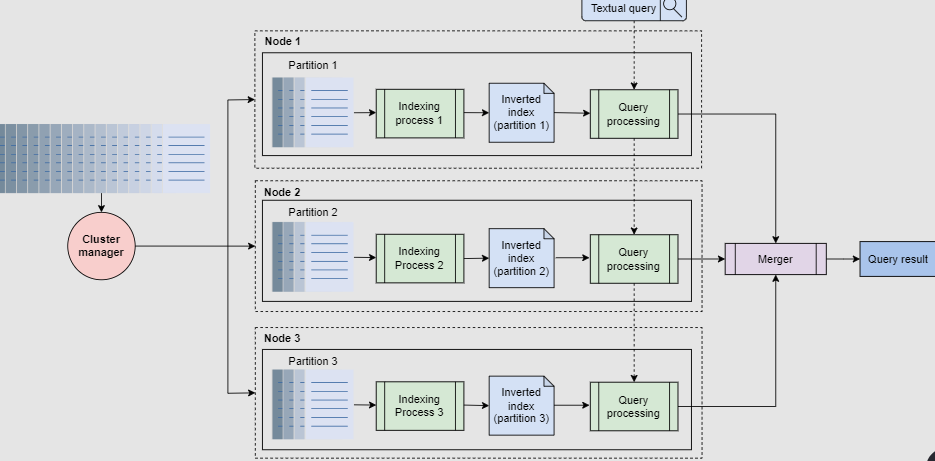 Textual query
Node 1
Partition 1
Indexing
process 1
Inverted
index
(partition 1)
Query
processing
Node 2
Partition 2
Indexing
Process 2
Inverted
index
(partition 2)
Query
processing
Cluster
manager
Merger
Query result
Node 3
Partition 3
Indexing
Process 3
Inverted
index
(partition 3)
Query
processing